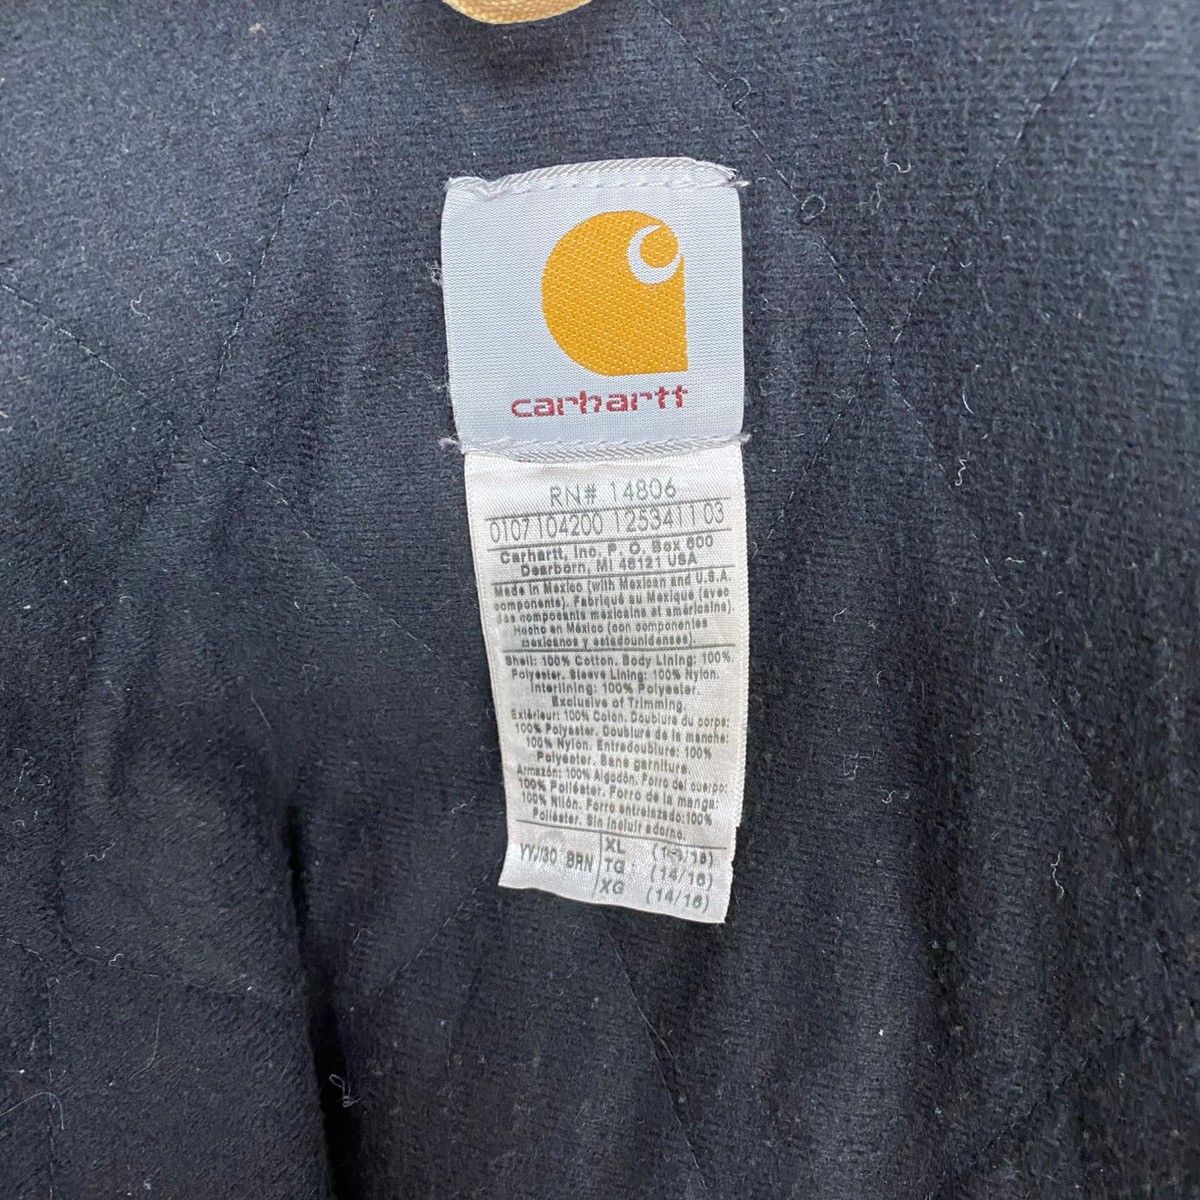 carhartt
RN# 14806
0107104200 125341103
Carhartt, Inc. P. O. Box 600
Dearborn, MI 48121 USA
Made in Mexico (with Mexican and U.S.A.
components). Fabriqué au Mexique (avec
des composants mexicains et américains).
Hecho en México (con componentes
mexicanos y estadounidenses).
Shell: 100% Cotton. Body Lining: 100%
Polyester. Sleeve Lining: 100% Nylon.
Interlining: 100% Polyester.
Exclusive of Trimming.
Extérieur: 100% Coton. Doublure du corps:
100% Polyester. Doublure de la manche:
100% Nylon. Entredoublure: 100%
Polyester. Sans garniture.
Armazón: 100% Algodón. Forro del cuerpo:
100% Poliéster. Forro de la manga:
100% Nilón. Forro entrelazado: 100%
Poliéster. Sin incluir adorno.
BRN
XL (14/16)
TG (14/16)
XG (14/16)